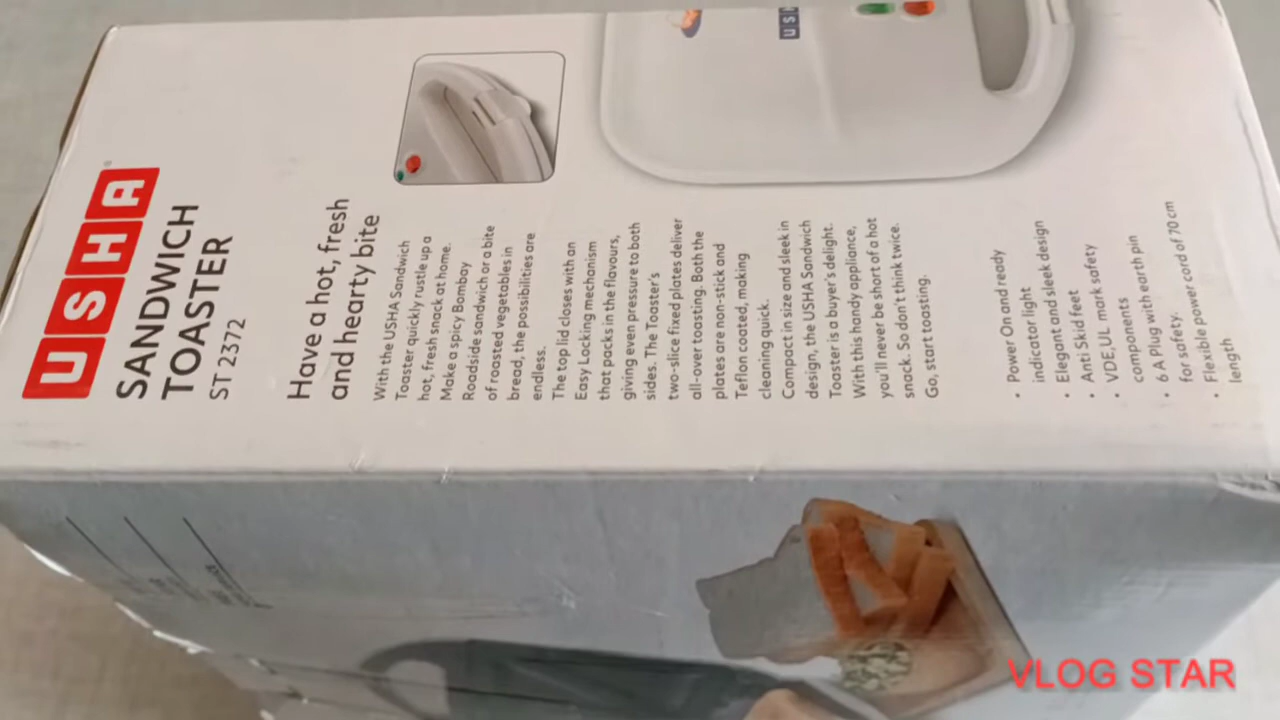 USHA
SANDWICH
TOASTER
ST 2372
Have a hot, fresh
and hearty bite
With the USHA Sandwich
Toaster quickly rustle up a
hot, fresh snack at home.
Make a spicy Bombay
Roadside sandwich or a bite
of roasted vegetables in
bread, the possibilities are
endless.
The top lid closes with an
Easy Locking mechanism
that packs in the flavours,
giving even pressure to both
sides. The Toaster's
two-slice fixed plates deliver
all-over toasting. Both the
plates are non-stick and
Teflon coated, making
cleaning quick.
Compact in size and sleek in
design, the USHA Sandwich
Toaster is a buyer's delight.
With this handy appliance,
you'll never be short of a hot
snack. So don't think twice.
Go, start toasting.
• Power On and ready
indicator light
• Elegant and sleek design
• Anti Skid feet
• VDE,UL mark safety
components
• 6 A Plug with earth pin
for safety.
• Flexible power cord of 70 cm
length
VLOG STAR